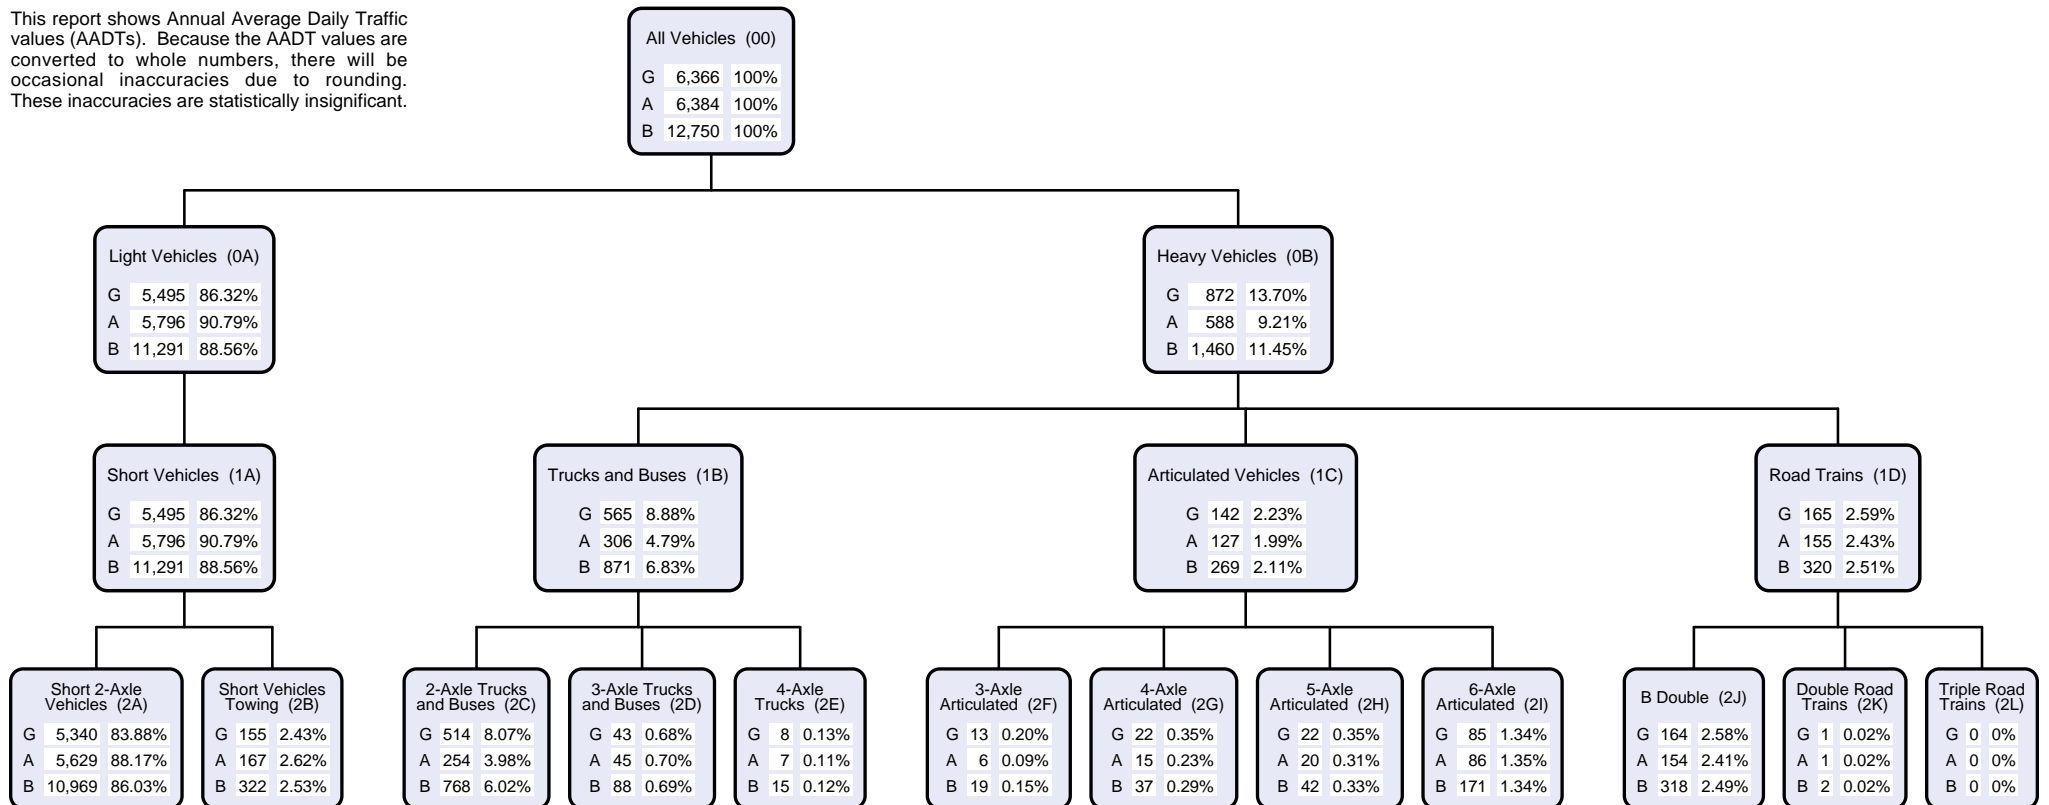 This report shows Annual Average Daily Traffic
values (AADTs). Because the AADT values are
converted to whole numbers, there will be
occasional inaccuracies due to rounding.
These inaccuracies are statistically insignificant.
All Vehicles (00)
G 6,366 100%
A 6,384 100%
B 12,750 100%
Light Vehicles (0A)
G 5,495 86.32%
A 5,796 90.79%
B 11,291 88.56%
Heavy Vehicles (0B)
G 872 13.70%
A 588 9.21%
B 1,460 11.45%
Short Vehicles (1A)
G 5,495 86.32%
A 5,796 90.79%
B 11,291 88.56%
Trucks and Buses (1B)
G 565 8.88%
A 306 4.79%
B 871 6.83%
Articulated Vehicles (1C)
G 142 2.23%
A 127 1.99%
B 269 2.11%
Road Trains (1D)
G 165 2.59%
A 155 2.43%
B 320 2.51%
Short 2-Axle
Vehicles (2A)
G 5,340 83.88%
A 5,629 88.17%
B 10,969 86.03%
Short Vehicles
Towing (2B)
G 155 2.43%
A 167 2.62%
B 322 2.53%
2-Axle Trucks
and Buses (2C)
G 514 8.07%
A 254 3.98%
B 768 6.02%
3-Axle Trucks
and Buses (2D)
G 43 0.68%
A 45 0.70%
B 88 0.69%
4-Axle
Trucks (2E)
G 8 0.13%
A 7 0.11%
B 15 0.12%
3-Axle
Articulated (2F)
G 13 0.20%
A 6 0.09%
B 19 0.15%
4-Axle
Articulated (2G)
G 22 0.35%
A 15 0.23%
B 37 0.29%
5-Axle
Articulated (2H)
G 22 0.35%
A 20 0.31%
B 42 0.33%
6-Axle
Articulated (2I)
G 85 1.34%
A 86 1.35%
B 171 1.34%
B Double (2J)
G 164 2.58%
A 154 2.41%
B 318 2.49%
Double Road
Trains (2K)
G 1 0.02%
A 1 0.02%
B 2 0.02%
Triple Road
Trains (2L)
G 0 0%
A 0 0%
B 0 0%